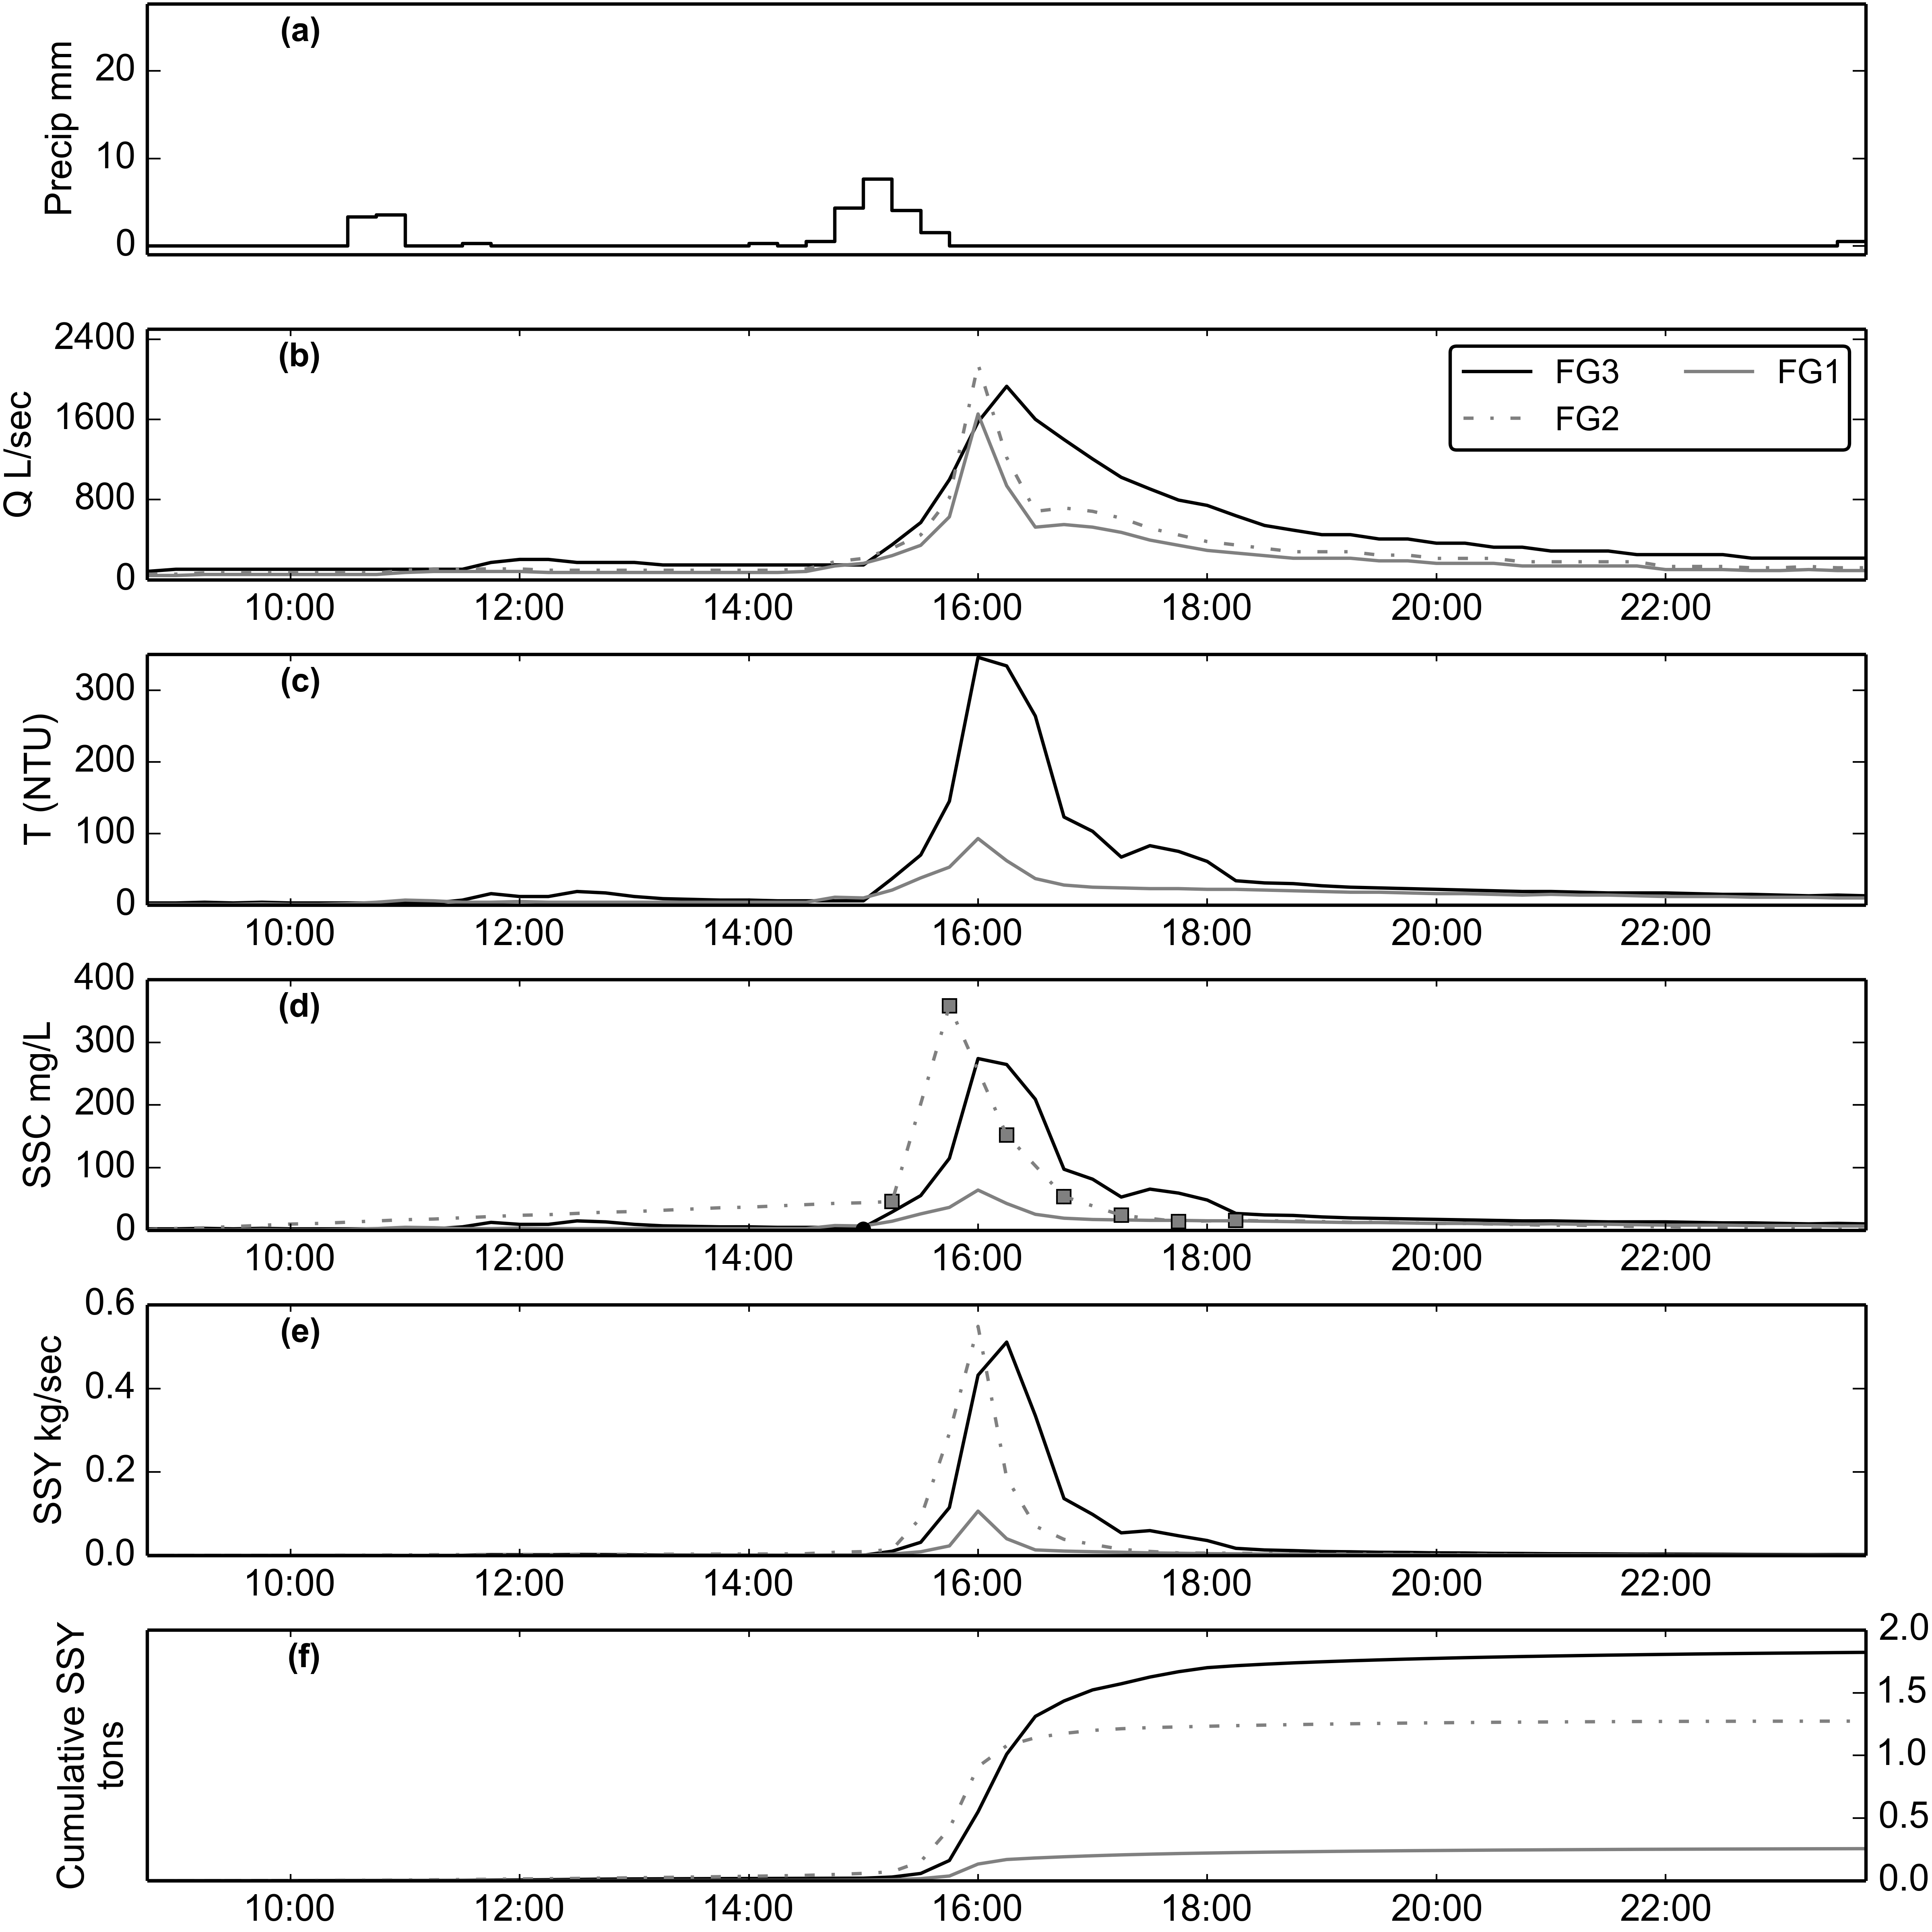 (a)
Precip mm
20
10
0
(b)
Q L/sec
2400
1600
800
0
FG3 FG1
FG2
10:00 12:00 14:00 16:00 18:00 20:00 22:00
(c)
T (NTU)
300
200
100
0
10:00 12:00 14:00 16:00 18:00 20:00 22:00
(d)
SSC mg/L
400
300
200
100
0
10:00 12:00 14:00 16:00 18:00 20:00 22:00
(e)
SSY kg/sec
0.6
0.4
0.2
0.0
10:00 12:00 14:00 16:00 18:00 20:00 22:00
(f)
Cumulative SSY
tons
2.0
1.5
1.0
0.5
0.0
10:00 12:00 14:00 16:00 18:00 20:00 22:00